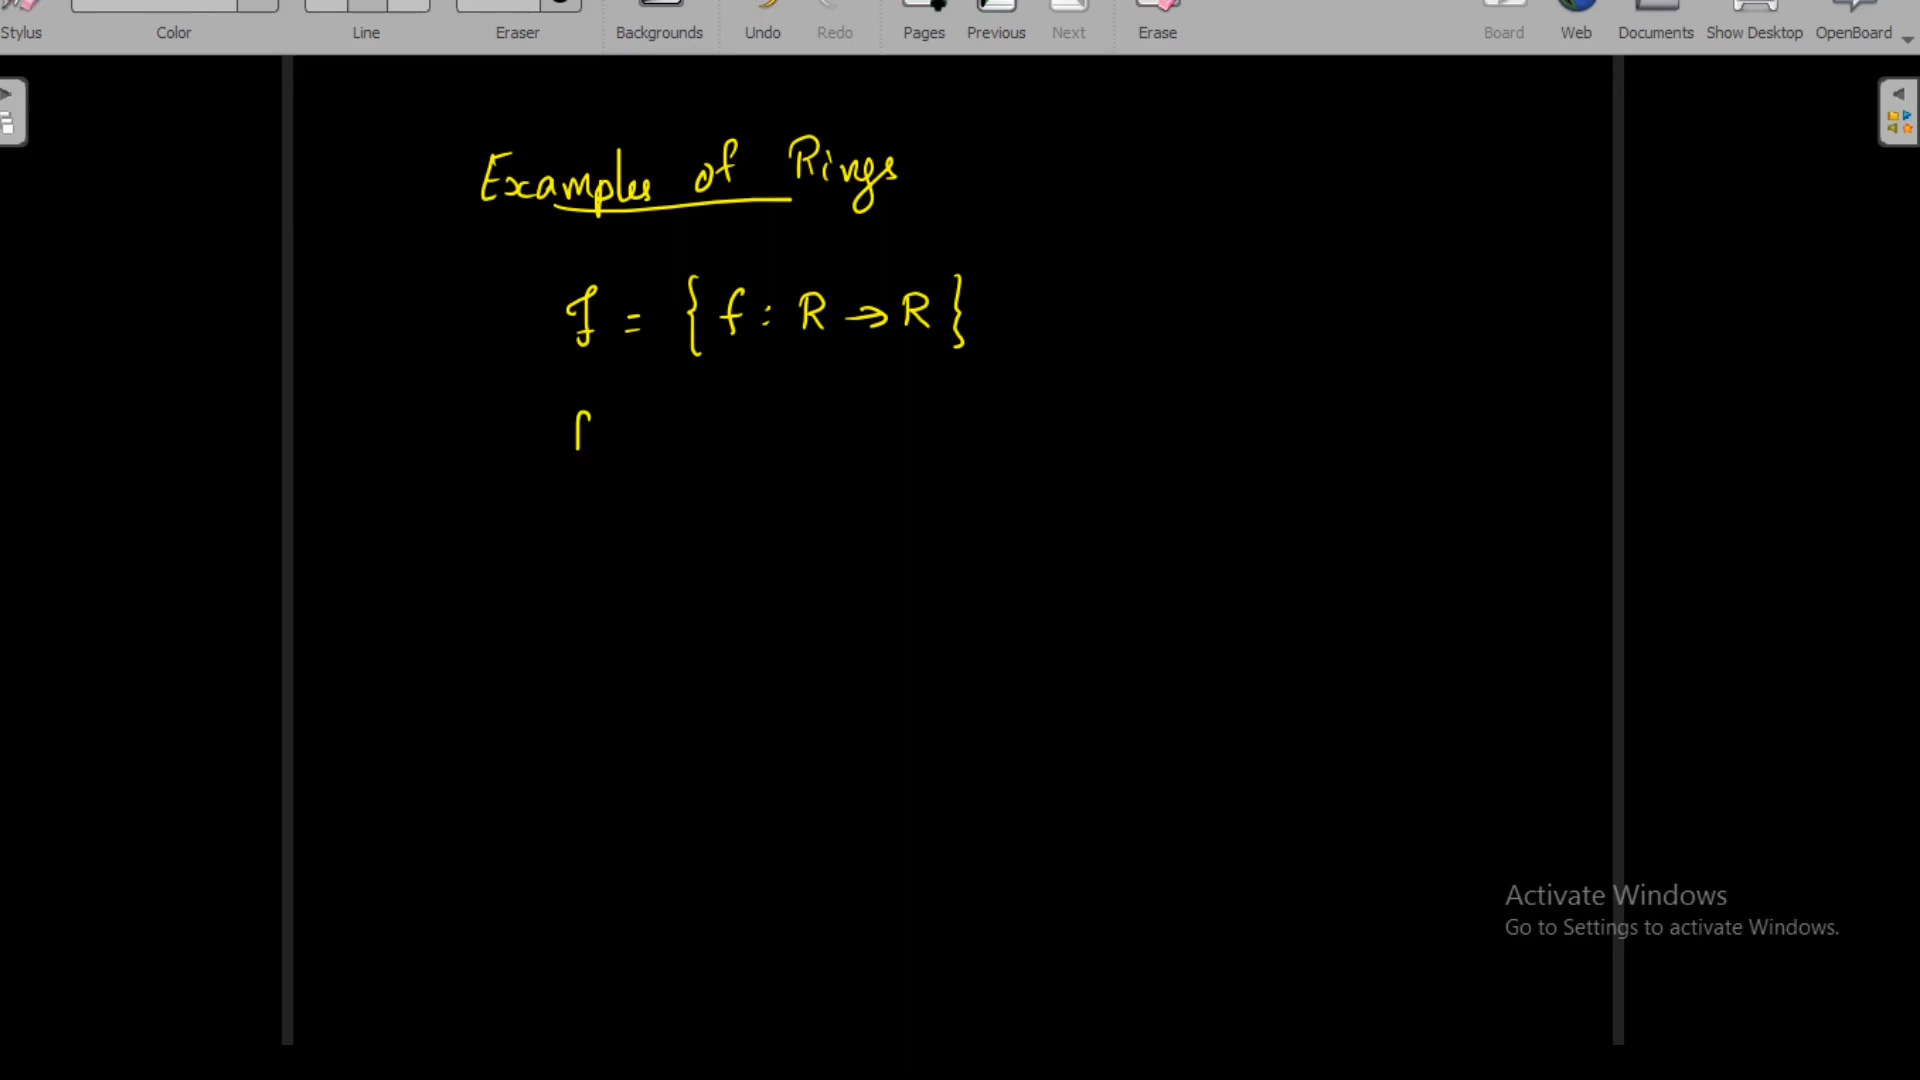 Stylus Color Line Eraser Backgrounds Undo Redo Pages Previous Next Erase Board Web Documents Show Desktop OpenBoard
Examples of Rings
𝓕 = { f : R → R }
Activate Windows
Go to Settings to activate Windows.